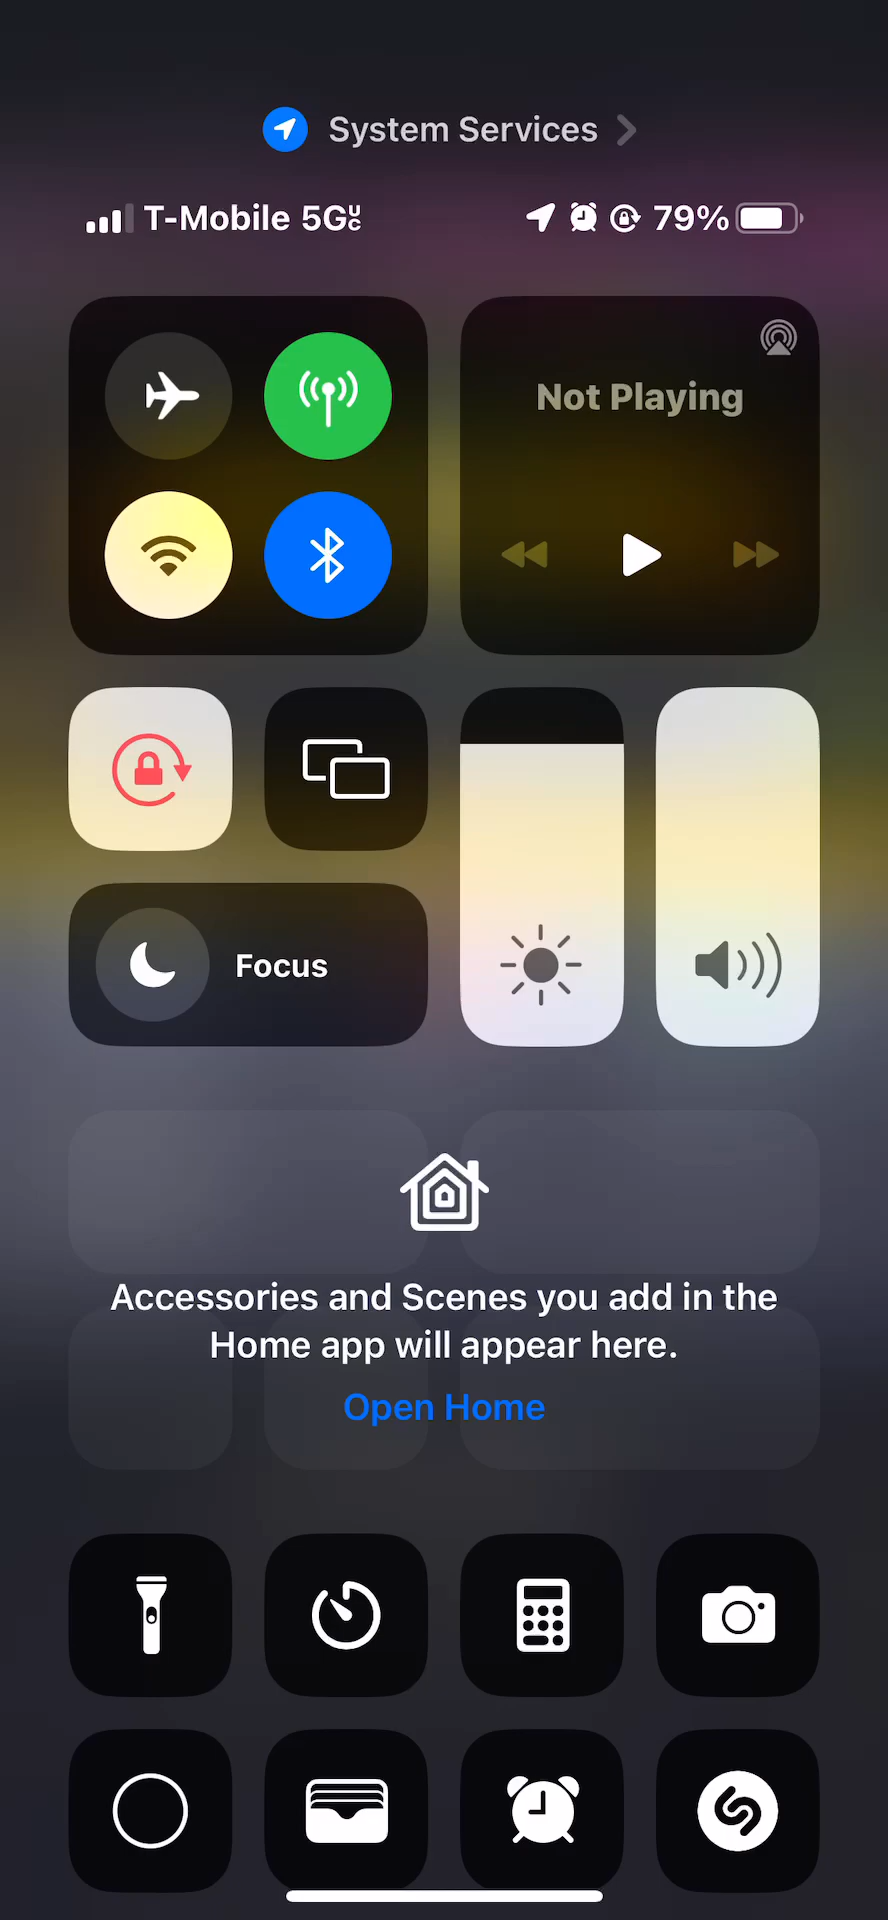 System Services
T-Mobile 5GUC
79%
Not Playing
Focus
Accessories and Scenes you add in the
Home app will appear here.
Open Home